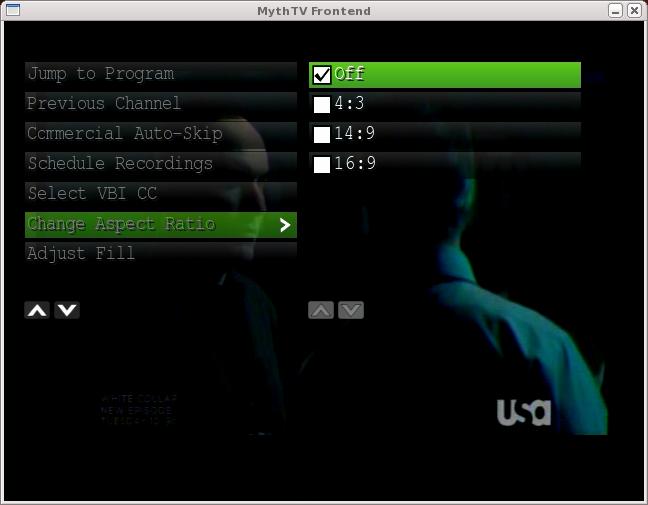 MythTV Frontend
Jump to Program
Previous Channel
Commercial Auto-Skip
Schedule Recordings
Select VBI CC
Change Aspect Ratio
Adjust Fill
Off
4:3
14:9
16:9
WHITE COLLAR
NEW EPISODE
TUESDAY
usa